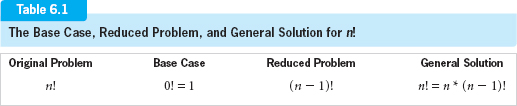 Table 6.1
The Base Case, Reduced Problem, and General Solution for n!
Original Problem Base Case Reduced Problem General Solution
n! 0! = 1 (n − 1)! n! = n * (n − 1)!